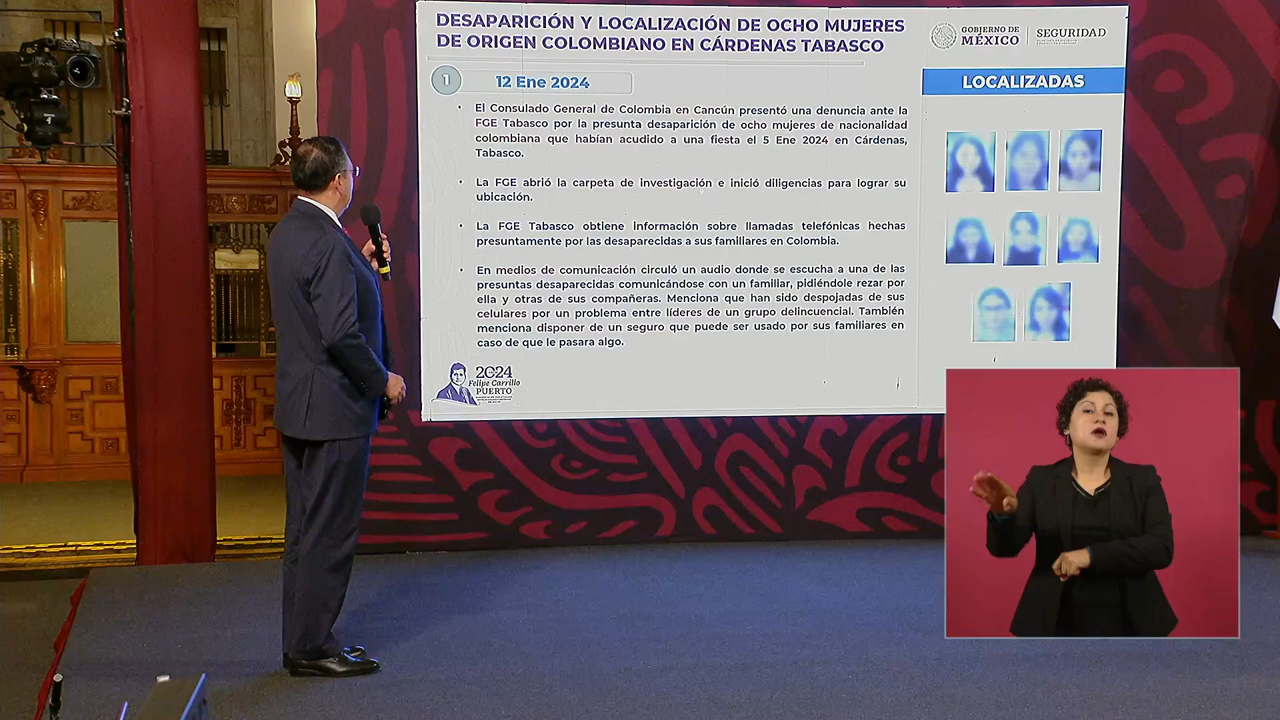 DESAPARICIÓN Y LOCALIZACIÓN DE OCHO MUJERES
DE ORIGEN COLOMBIANO EN CÁRDENAS TABASCO
GOBIERNO DE
MÉXICO
SEGURIDAD
1
12 Ene 2024
LOCALIZADAS
• El Consulado General de Colombia en Cancún presentó una denuncia ante la
FGE Tabasco por la presunta desaparición de ocho mujeres de nacionalidad
colombiana que habían acudido a una fiesta el 5 Ene 2024 en Cárdenas,
Tabasco.
• La FGE abrió la carpeta de investigación e inició diligencias para lograr su
ubicación.
• La FGE Tabasco obtiene información sobre llamadas telefónicas hechas
presuntamente por las desaparecidas a sus familiares en Colombia.
• En medios de comunicación circuló un audio donde se escucha a una de las
presuntas desaparecidas comunicándose con un familiar, pidiéndole rezar por
ella y otras de sus compañeras. Menciona que han sido despojadas de sus
celulares por un problema entre líderes de un grupo delincuencial. También
menciona disponer de un seguro que puede ser usado por sus familiares en
caso de que le pasara algo.
2024
Felipe Carrillo
PUERTO